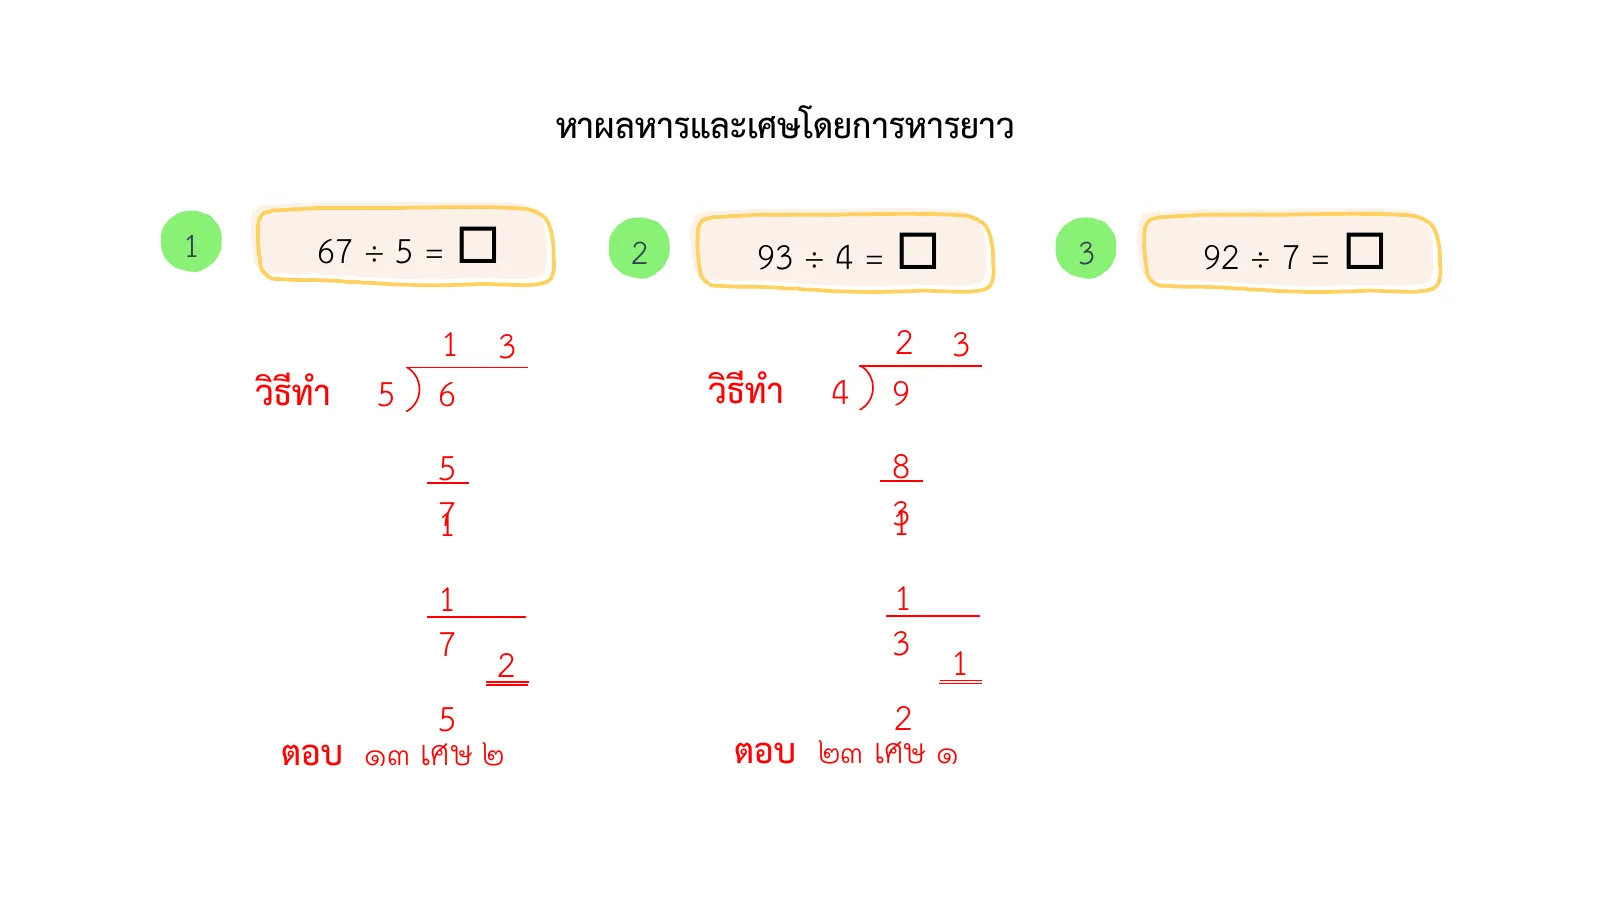 หาผลหารและเศษโดยการหารยาว
1 67 ÷ 5 = □
2 93 ÷ 4 = □
3 92 ÷ 7 = □
1 3
วิธีทำ 5 ) 6
5
7
1
1
7
2
5
ตอบ ๑๓ เศษ ๒
2 3
วิธีทำ 4 ) 9
8
3
1
1
3
1
2
ตอบ ๒๓ เศษ ๑